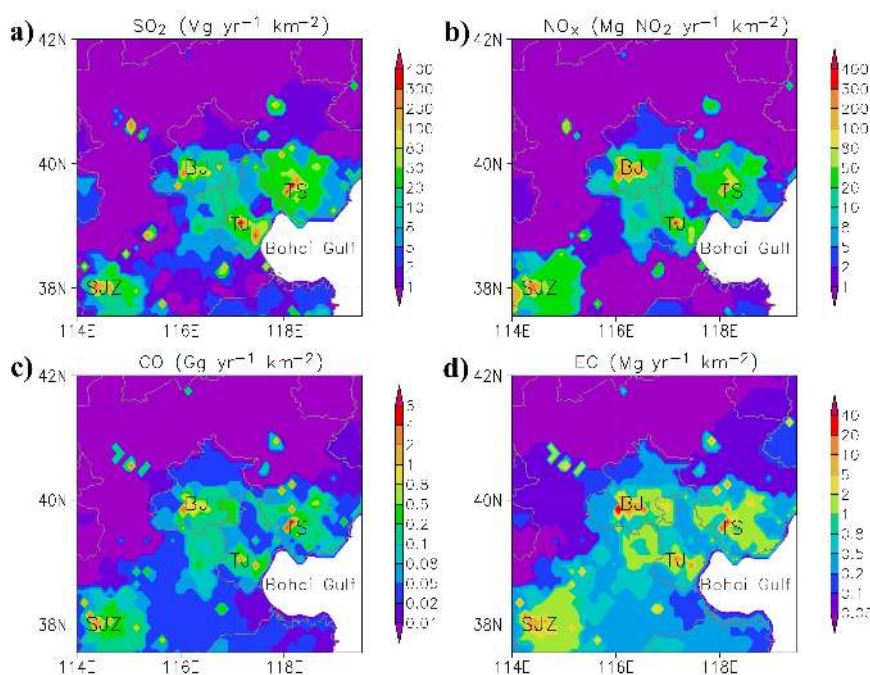 a)
SO₂ (Vg yr⁻¹ km⁻²)
42N
40N
38N
114E
116E
118E
BJ
TS
TJ
SJZ
Bohai Gulf
400
300
200
100
80
50
20
10
8
5
2
1
b)
NOₓ (Mg NO₂ yr⁻¹ km⁻²)
42N
40N
38N
114E
116E
118E
BJ
TS
TJ
SJZ
Bohai Gulf
400
300
200
100
80
50
20
10
8
5
2
1
c)
CO (Gg yr⁻¹ km⁻²)
42N
40N
38N
114E
116E
118E
BJ
TS
TJ
SJZ
Bohai Gulf
2
1
0.8
0.5
0.2
0.1
0.08
0.05
0.02
0.01
d)
EC (Mg yr⁻¹ km⁻²)
42N
40N
38N
114E
116E
118E
BJ
TS
TJ
SJZ
Bohai Gulf
40
20
10
5
2
1
0.8
0.5
0.2
0.1
0.05